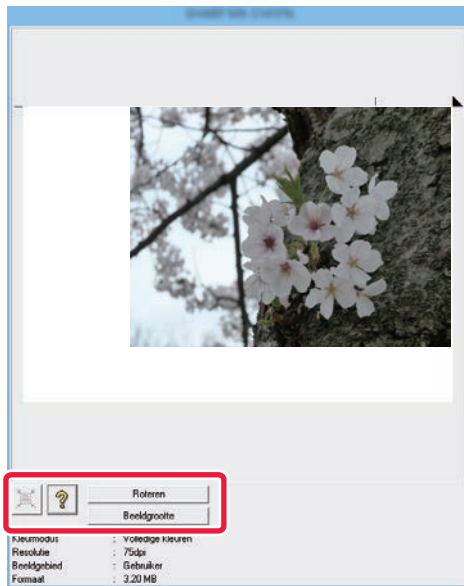 Roteren
Beeldgrootte
Kleurmodus : Volledige kleuren
Resolutie : 75dpi
Beeldgebied : Gebruiker
Formaat : 3.20 MB